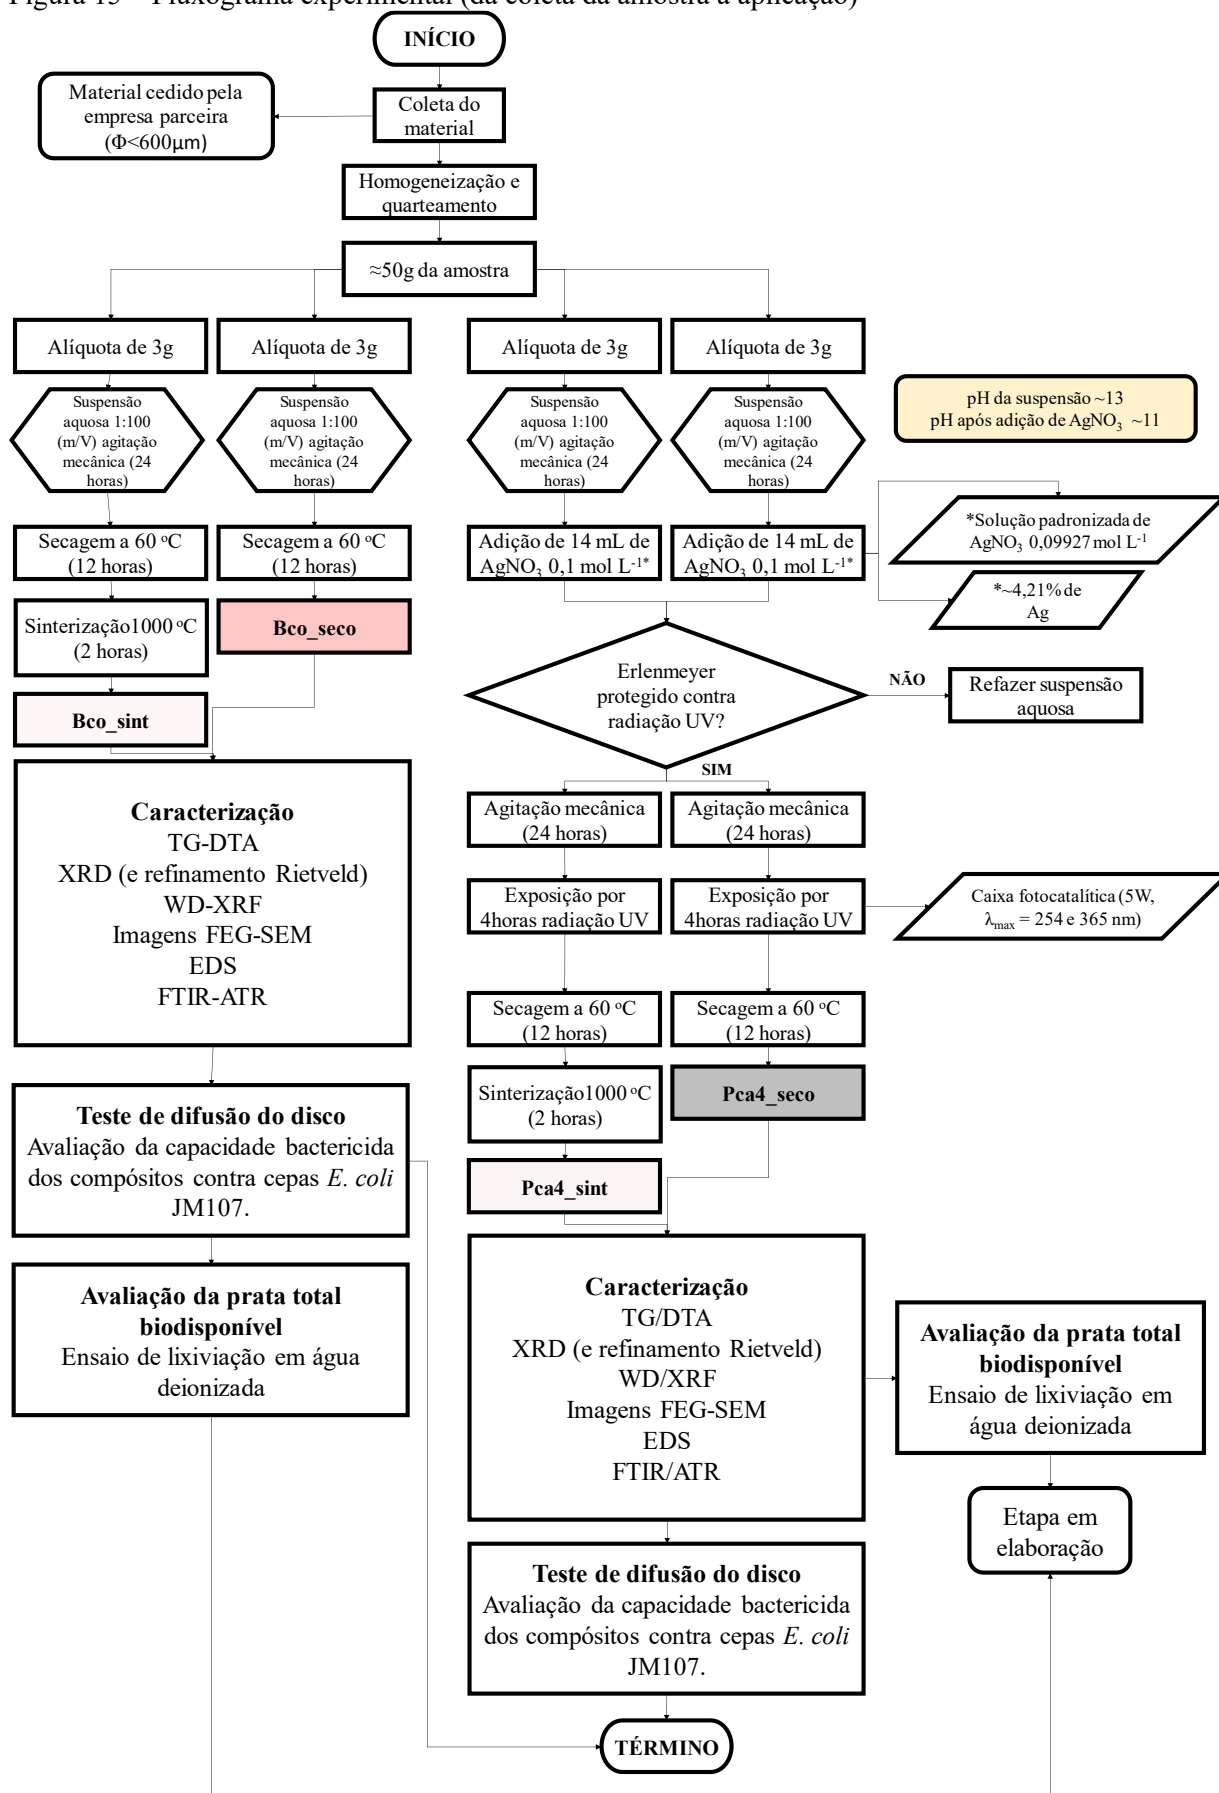 Figura 15 – Fluxograma experimental (da coleta da amostra à aplicação)
INÍCIO
Material cedido pela
empresa parceira
(Φ<600µm)
Coleta do
material
Homogeneização e
quarteamento
≈50g da amostra
Alíquota de 3g
Alíquota de 3g
Alíquota de 3g
Alíquota de 3g
Suspensão
aquosa 1:100
(m/V) agitação
mecânica (24
horas)
Suspensão
aquosa 1:100
(m/V) agitação
mecânica (24
horas)
Suspensão
aquosa 1:100
(m/V) agitação
mecânica (24
horas)
Suspensão
aquosa 1:100
(m/V) agitação
mecânica (24
horas)
pH da suspensão ~13
pH após adição de AgNO₃ ~11
Secagem a 60 ºC
(12 horas)
Secagem a 60 ºC
(12 horas)
Adição de 14 mL de
AgNO₃ 0,1 mol L⁻¹*
Adição de 14 mL de
AgNO₃ 0,1 mol L⁻¹*
*Solução padronizada de
AgNO₃ 0,09927 mol L⁻¹
*~4,21% de
Ag
Sinterização1000 ºC
(2 horas)
Bco_seco
Bco_sint
Erlenmeyer
protegido contra
radiação UV?
NÃO
Refazer suspensão
aquosa
SIM
Caracterização
TG-DTA
XRD (e refinamento Rietveld)
WD-XRF
Imagens FEG-SEM
EDS
FTIR-ATR
Agitação mecânica
(24 horas)
Agitação mecânica
(24 horas)
Exposição por
4horas radiação UV
Exposição por
4horas radiação UV
Caixa fotocatalítica (5W,
λmax = 254 e 365 nm)
Secagem a 60 ºC
(12 horas)
Secagem a 60 ºC
(12 horas)
Sinterização1000 ºC
(2 horas)
Pca4_seco
Pca4_sint
Teste de difusão do disco
Avaliação da capacidade bactericida
dos compósitos contra cepas E. coli
JM107.
Avaliação da prata total
biodisponível
Ensaio de lixiviação em água
deionizada
Caracterização
TG/DTA
XRD (e refinamento Rietveld)
WD/XRF
Imagens FEG-SEM
EDS
FTIR/ATR
Avaliação da prata total
biodisponível
Ensaio de lixiviação em
água deionizada
Etapa em
elaboração
Teste de difusão do disco
Avaliação da capacidade bactericida
dos compósitos contra cepas E. coli
JM107.
TÉRMINO